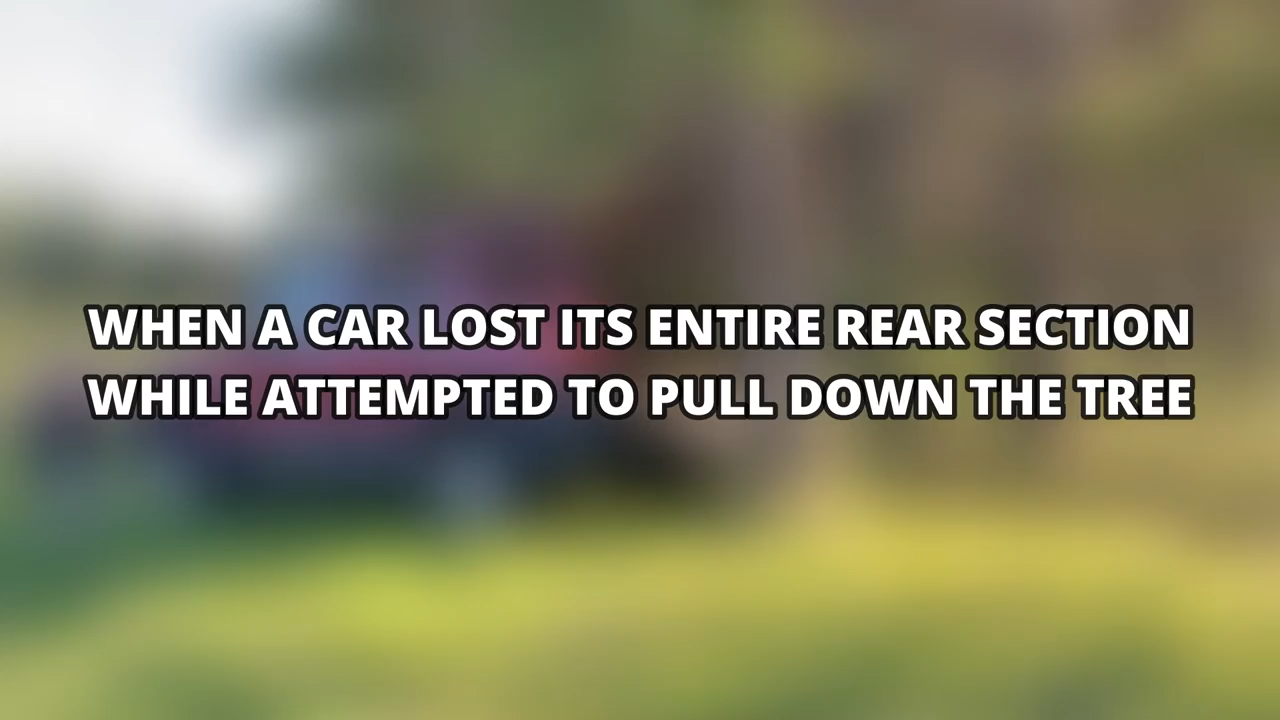 WHEN A CAR LOST ITS ENTIRE REAR SECTION
WHILE ATTEMPTED TO PULL DOWN THE TREE